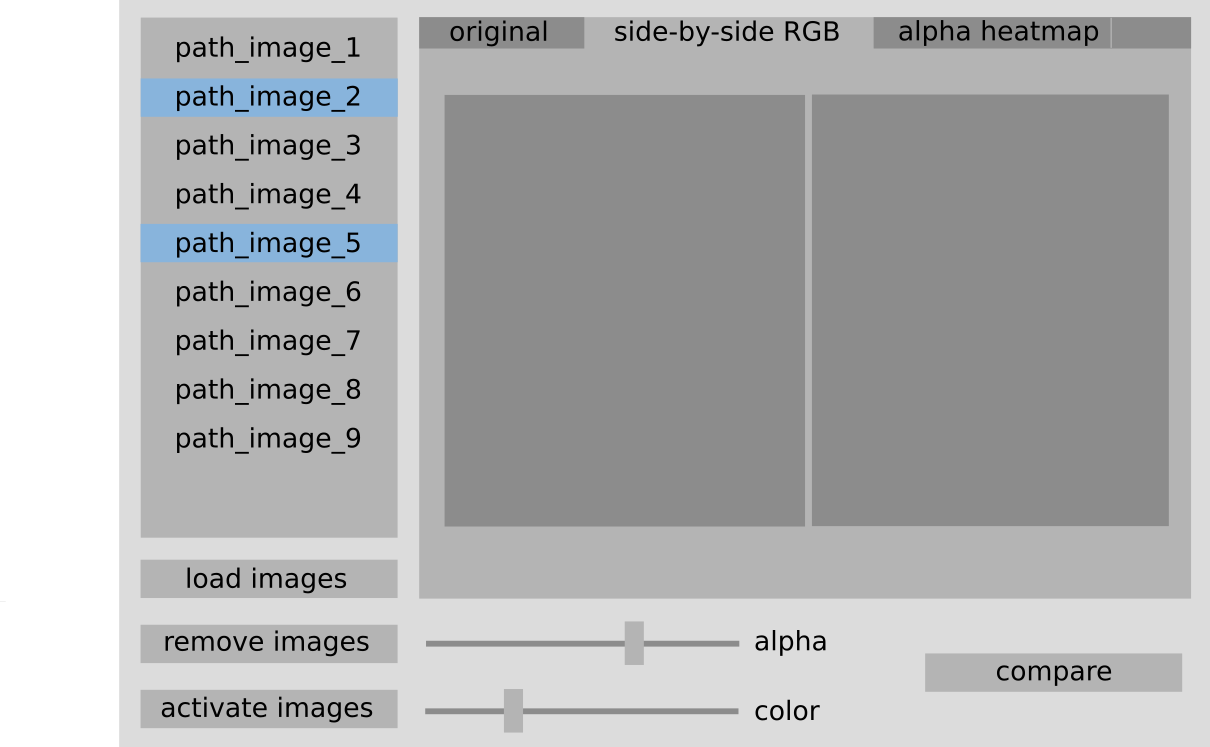 path_image_1
path_image_2
path_image_3
path_image_4
path_image_5
path_image_6
path_image_7
path_image_8
path_image_9
load images
remove images
activate images
original side-by-side RGB alpha heatmap
alpha
color
compare